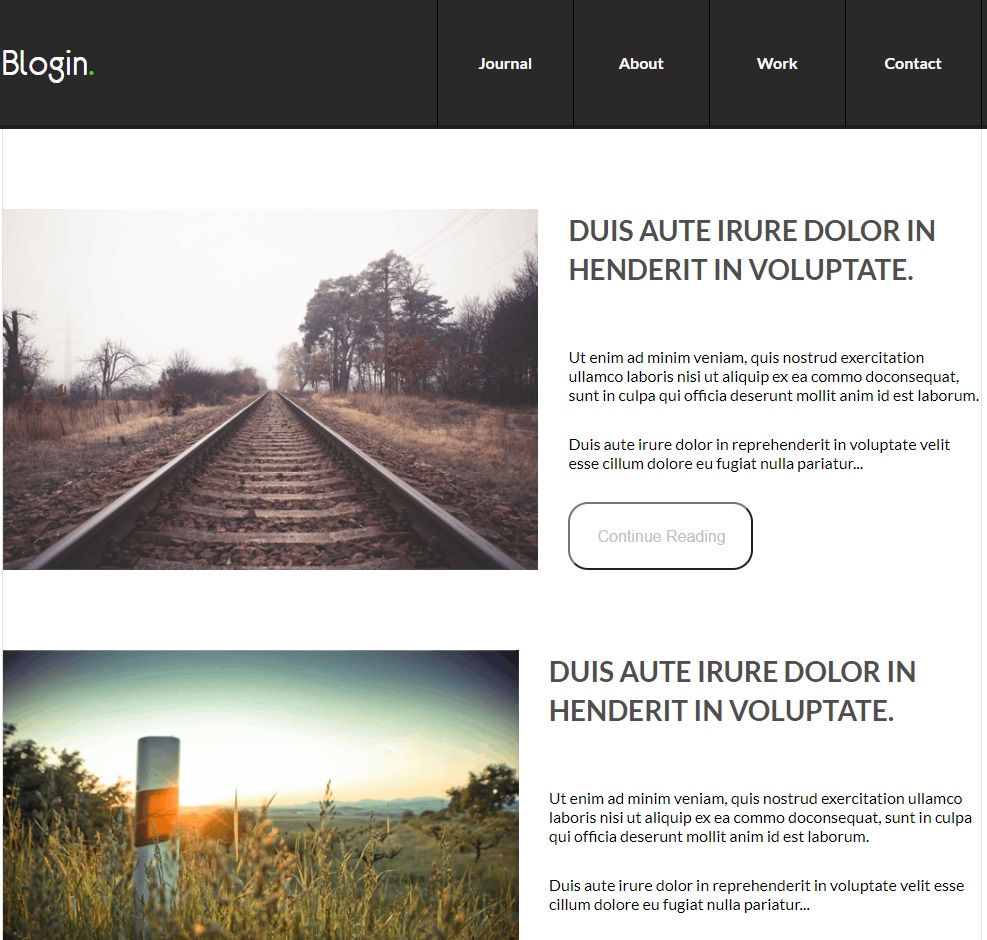 Blogin.
Journal
About
Work
Contact
DUIS AUTE IRURE DOLOR IN
HENDERIT IN VOLUPTATE.
Ut enim ad minim veniam, quis nostrud exercitation
ullamco laboris nisi ut aliquip ex ea commo doconsequat,
sunt in culpa qui officia deserunt mollit anim id est laborum.
Duis aute irure dolor in reprehenderit in voluptate velit
esse cillum dolore eu fugiat nulla pariatur...
Continue Reading
DUIS AUTE IRURE DOLOR IN
HENDERIT IN VOLUPTATE.
Ut enim ad minim veniam, quis nostrud exercitation ullamco
laboris nisi ut aliquip ex ea commo doconsequat, sunt in culpa
qui officia deserunt mollit anim id est laborum.
Duis aute irure dolor in reprehenderit in voluptate velit esse
cillum dolore eu fugiat nulla pariatur...